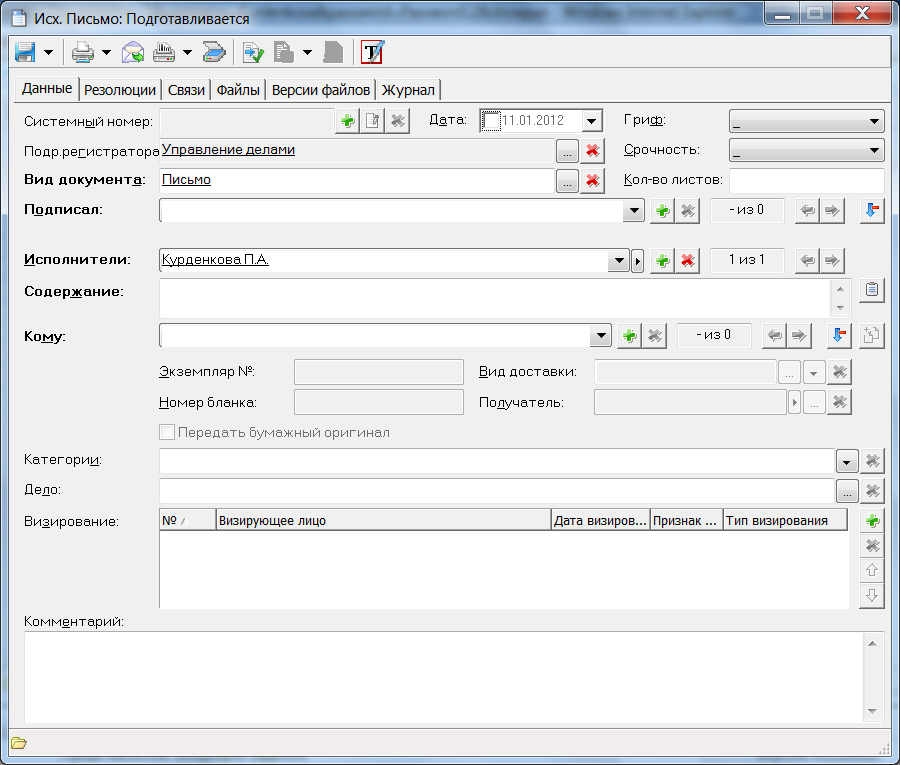 Исх. Письмо: Подготавливается
Данные Резолюции Связи Файлы Версии файлов Журнал
Системный номер: Дата: 11.01.2012 Гриф: _
Подр.регистратора Управление делами ... Срочность: _
Вид документа: Письмо ... Кол-во листов:
Подписал: - из 0
Исполнители: Курденкова П.А. 1 из 1
Содержание:
Кому: - из 0
Экземпляр №: Вид доставки: ...
Номер бланка: Получатель: ...
Передать бумажный оригинал
Категории:
Дело: ...
Визирование: № Визирующее лицо Дата визиров... Признак ... Тип визирования
Комментарий: